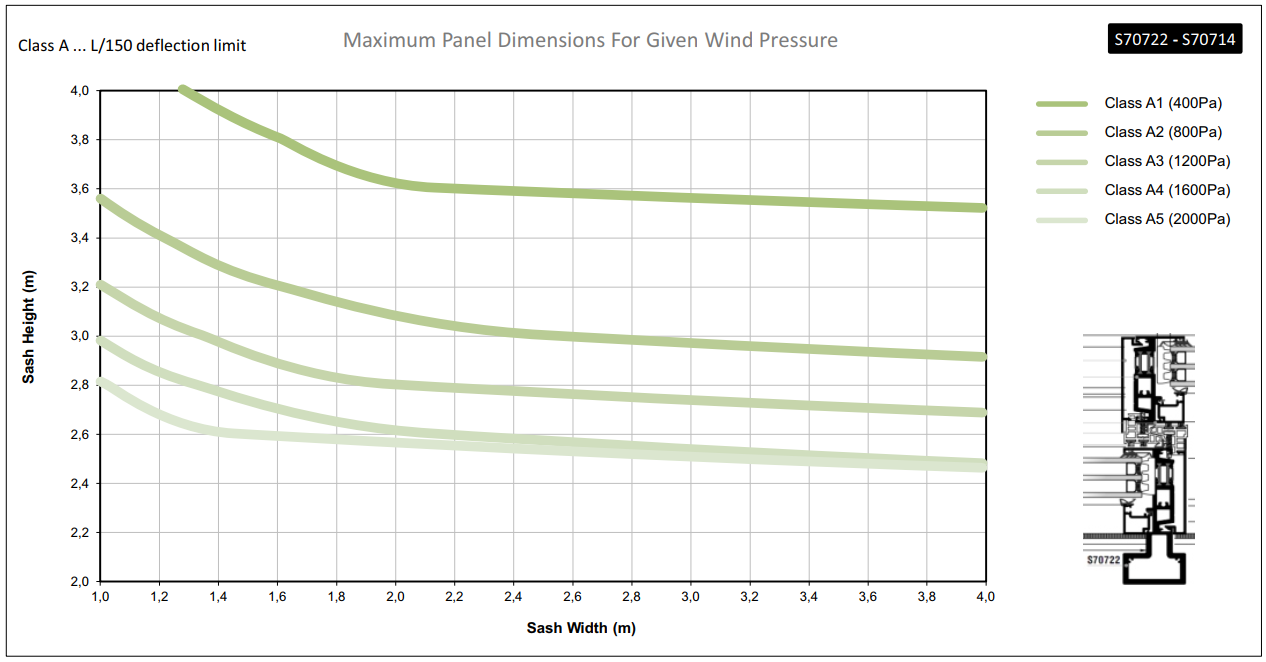 Class A ... L/150 deflection limit
Maximum Panel Dimensions For Given Wind Pressure
S70722 - S70714
4,0
3,8
3,6
3,4
3,2
3,0
2,8
2,6
2,4
2,2
2,0
Sash Height (m)
1,0 1,2 1,4 1,6 1,8 2,0 2,2 2,4 2,6 2,8 3,0 3,2 3,4 3,6 3,8 4,0
Sash Width (m)
Class A1 (400Pa)
Class A2 (800Pa)
Class A3 (1200Pa)
Class A4 (1600Pa)
Class A5 (2000Pa)
S70722